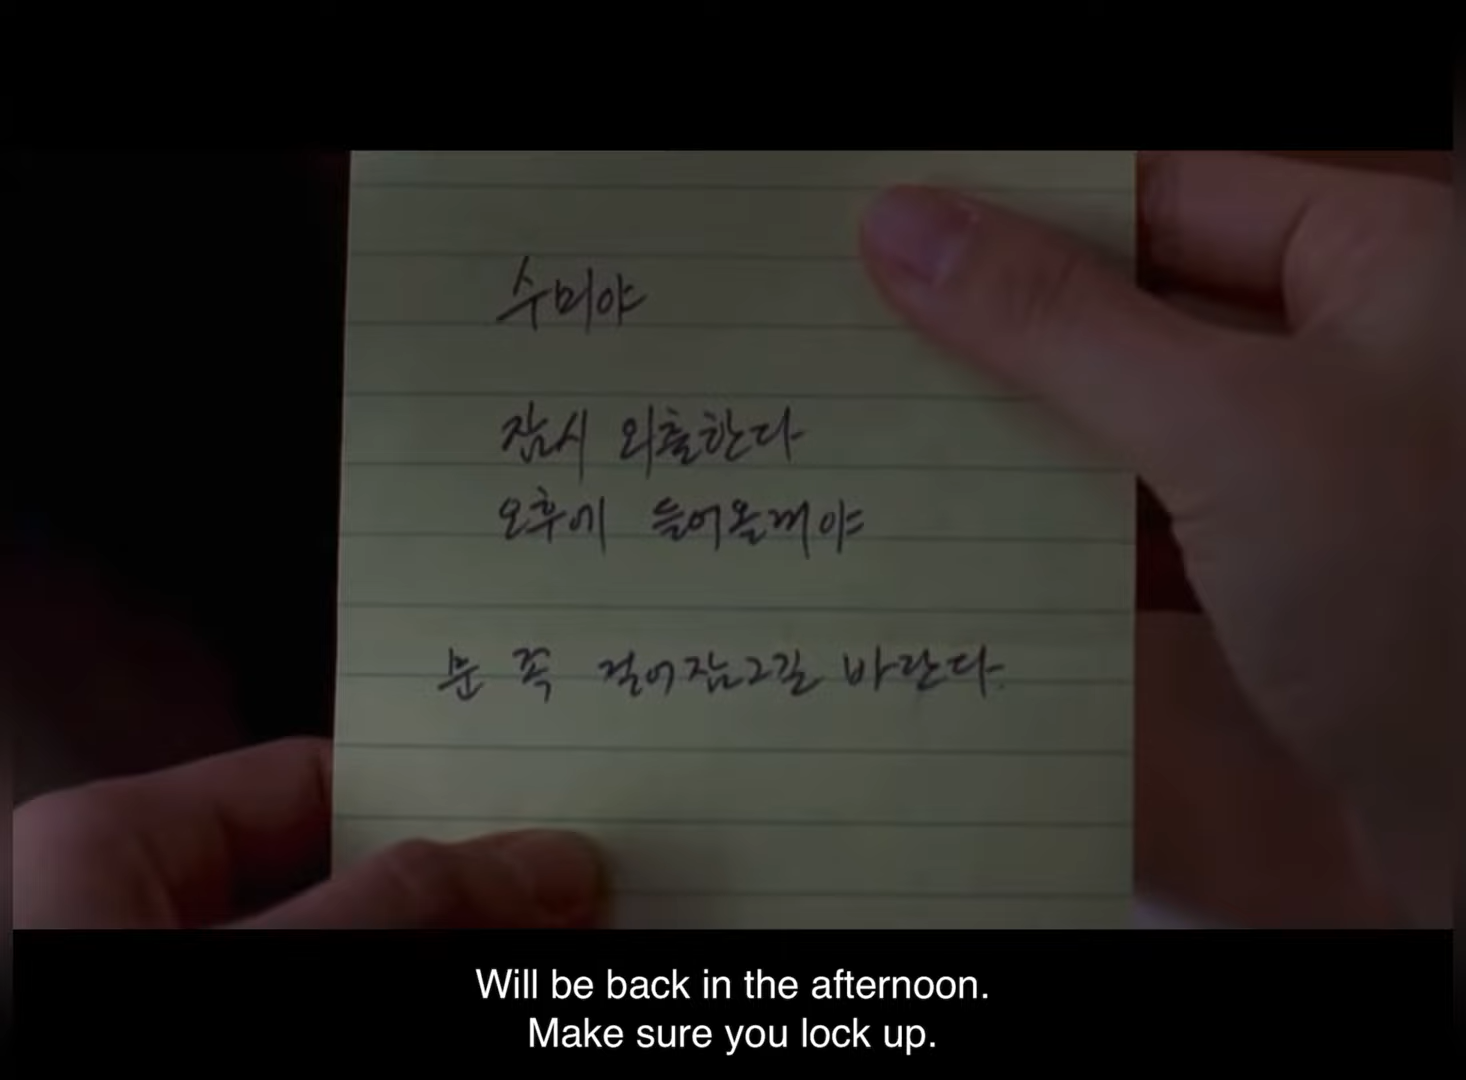 수미야
잠시 외출한다
오후에 들어올꺼야
문 꼭 걸어잠그길 바란다.
Will be back in the afternoon.
Make sure you lock up.